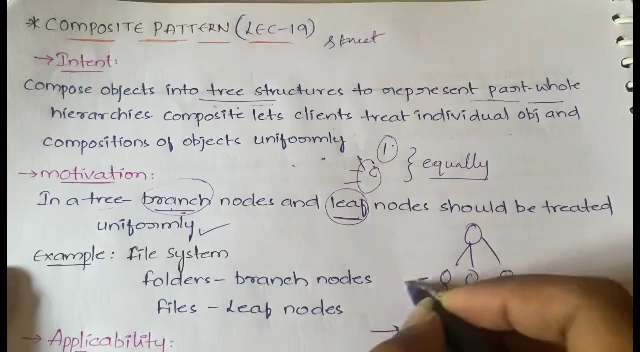 * COMPOSITE PATTERN (LEC-19) struct
→ Intent:
Compose objects into tree structures to represent part-whole
hierarchies composite lets clients treat individual obj and
compositions of objects uniformly
1.
} equally
→ motivation:
In a tree branch nodes and leaf nodes should be treated
uniformly ✓
Example: file system
folders - branch nodes
files - Leaf nodes
→ Applicability: